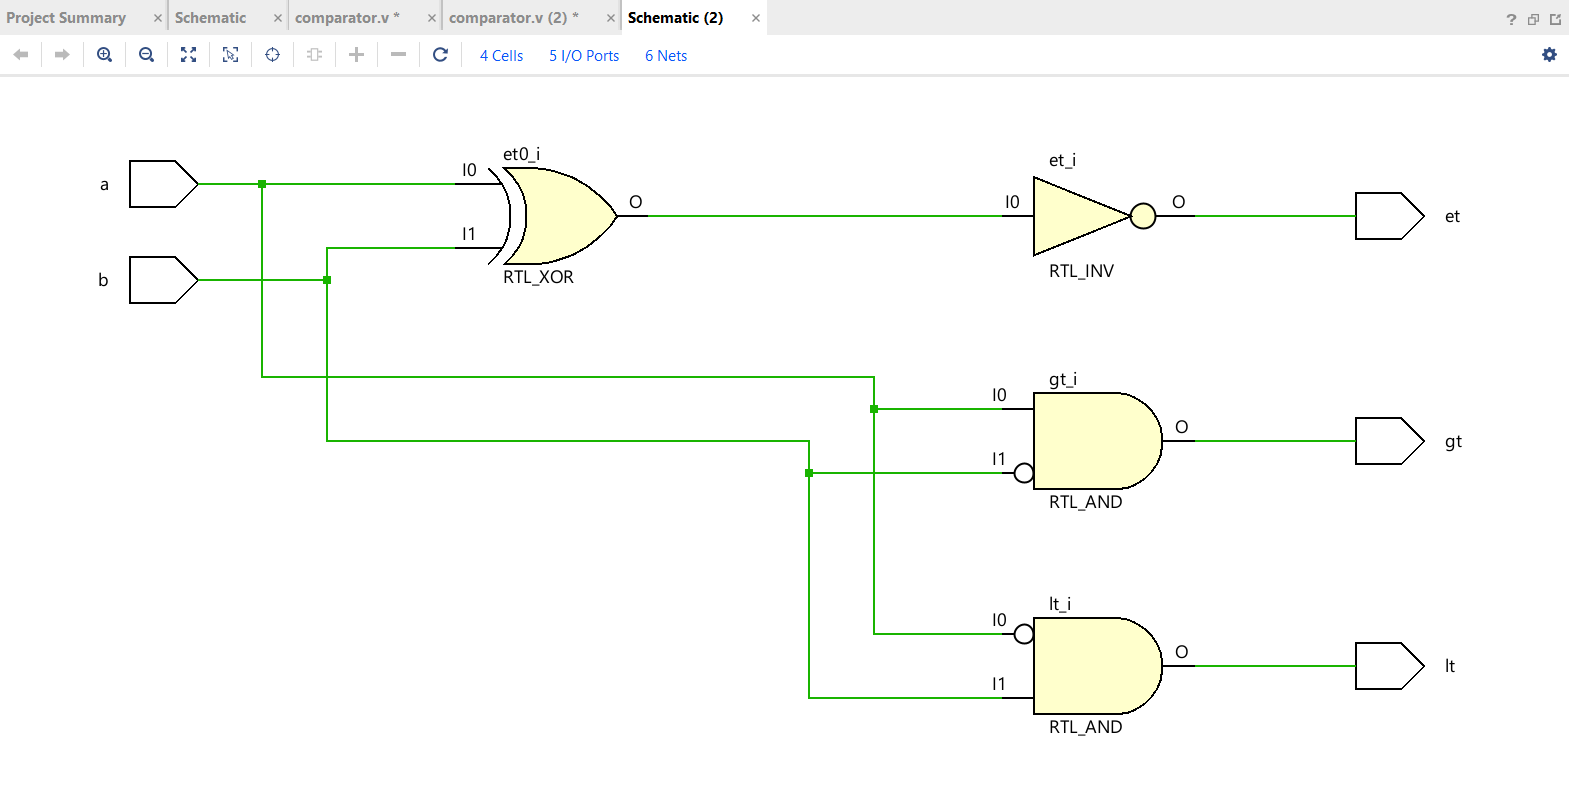 Project Summary × Schematic × comparator.v * × comparator.v (2) * × Schematic (2) × ?
4 Cells 5 I/O Ports 6 Nets
et0_i
et_i
a I0
O I0 O et
I1
b RTL_XOR RTL_INV
gt_i
I0
O gt
I1
RTL_AND
lt_i
I0
O lt
I1
RTL_AND